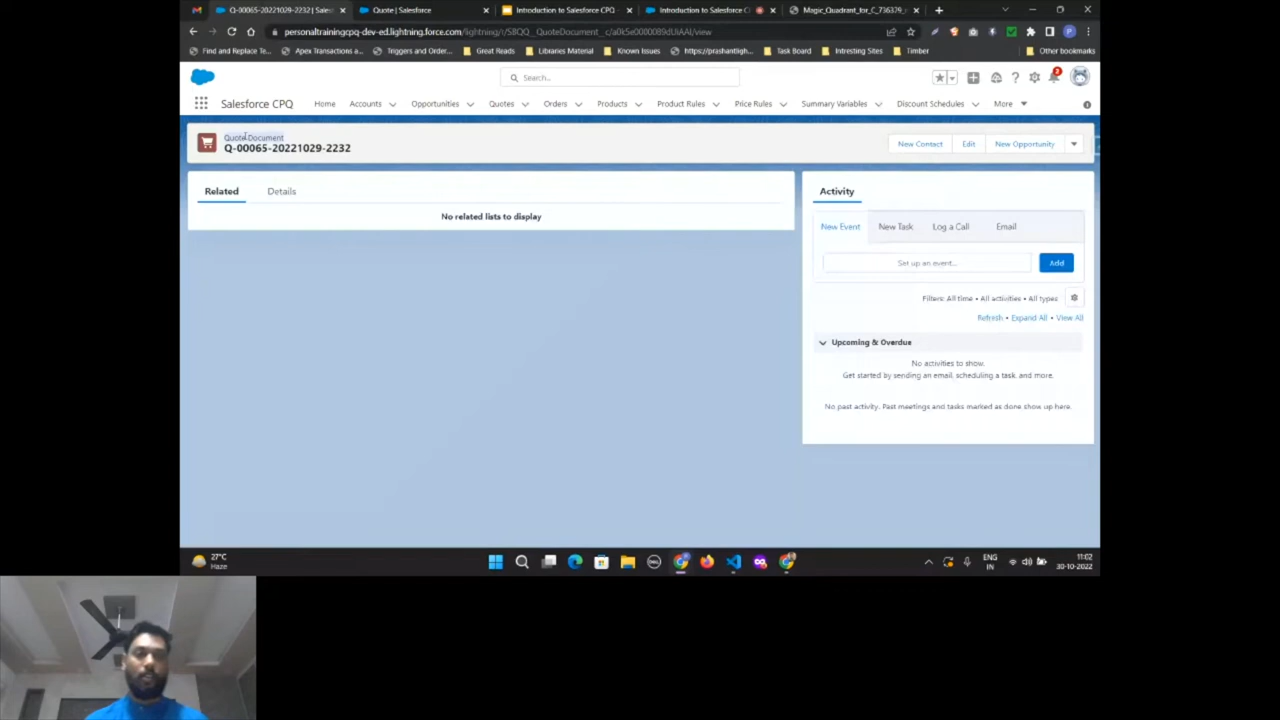 Q-00065-20221029-2232 | Sales
Quote | Salesforce
Introduction to Salesforce CPQ -
Introduction to Salesforce C
Magic_Quadrant_for_C_736379_
personaltrainingcpq-dev-ed.lightning.force.com/lightning/r/SBQQ__QuoteDocument__c/a0k5e0000089dUiAAI/view
Find and Replace Te...
Apex Transactions a...
Triggers and Order...
Great Reads
Libraries Material
Known Issues
https://prashantligh...
Task Board
Intresting Sites
Timber
Other bookmarks
Search...
2
Salesforce CPQ
Home
Accounts
Opportunities
Quotes
Orders
Products
Product Rules
Price Rules
Summary Variables
Discount Schedules
More
Quote Document
Q-00065-20221029-2232
New Contact
Edit
New Opportunity
Related
Details
No related lists to display
Activity
New Event
New Task
Log a Call
Email
Set up an event...
Add
Filters: All time • All activities • All types
Refresh • Expand All • View All
Upcoming & Overdue
No activities to show.
Get started by sending an email, scheduling a task, and more.
No past activity. Past meetings and tasks marked as done show up here.
27°C
Haze
ENG
IN
11:02
30-10-2022